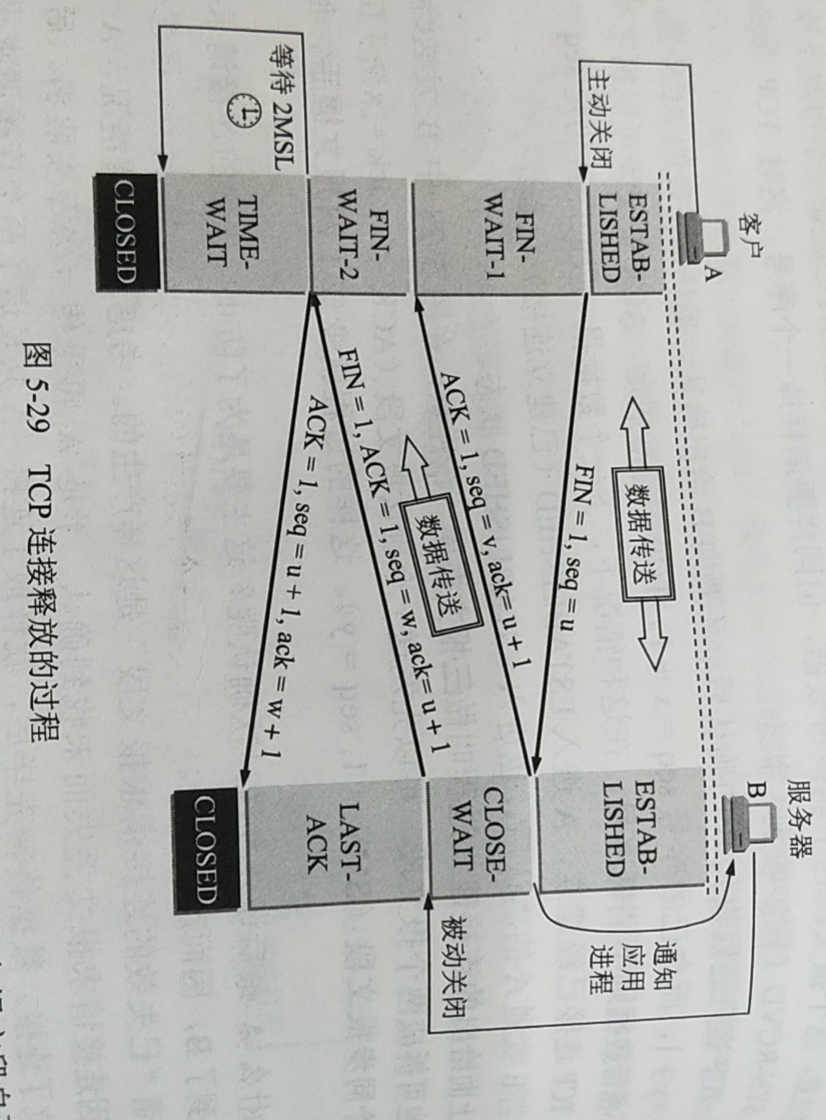 服务器
B
客户
A
ESTAB-
LISHED
数据传送
ESTAB-
LISHED
通知
应用
进程
主动关闭
FIN = 1, seq = u
FIN-
WAIT-1
ACK = 1, seq = v, ack= u + 1
CLOSE-
WAIT
数据传送
被动关闭
FIN-
WAIT-2
FIN = 1, ACK = 1, seq = w, ack= u + 1
LAST-
ACK
ACK = 1, seq = u + 1, ack = w + 1
等待 2MSL
TIME-
WAIT
CLOSED
CLOSED
图 5-29 TCP 连接释放的过程